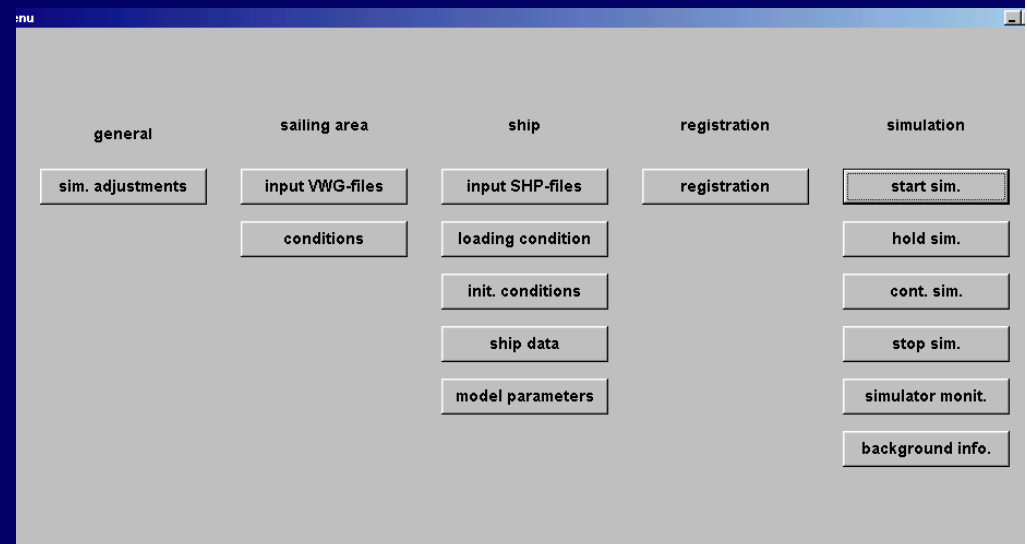 enu
general
sailing area
ship
registration
simulation
sim. adjustments
input VWG-files
input SHP-files
registration
start sim.
conditions
loading condition
hold sim.
init. conditions
cont. sim.
ship data
stop sim.
model parameters
simulator monit.
background info.